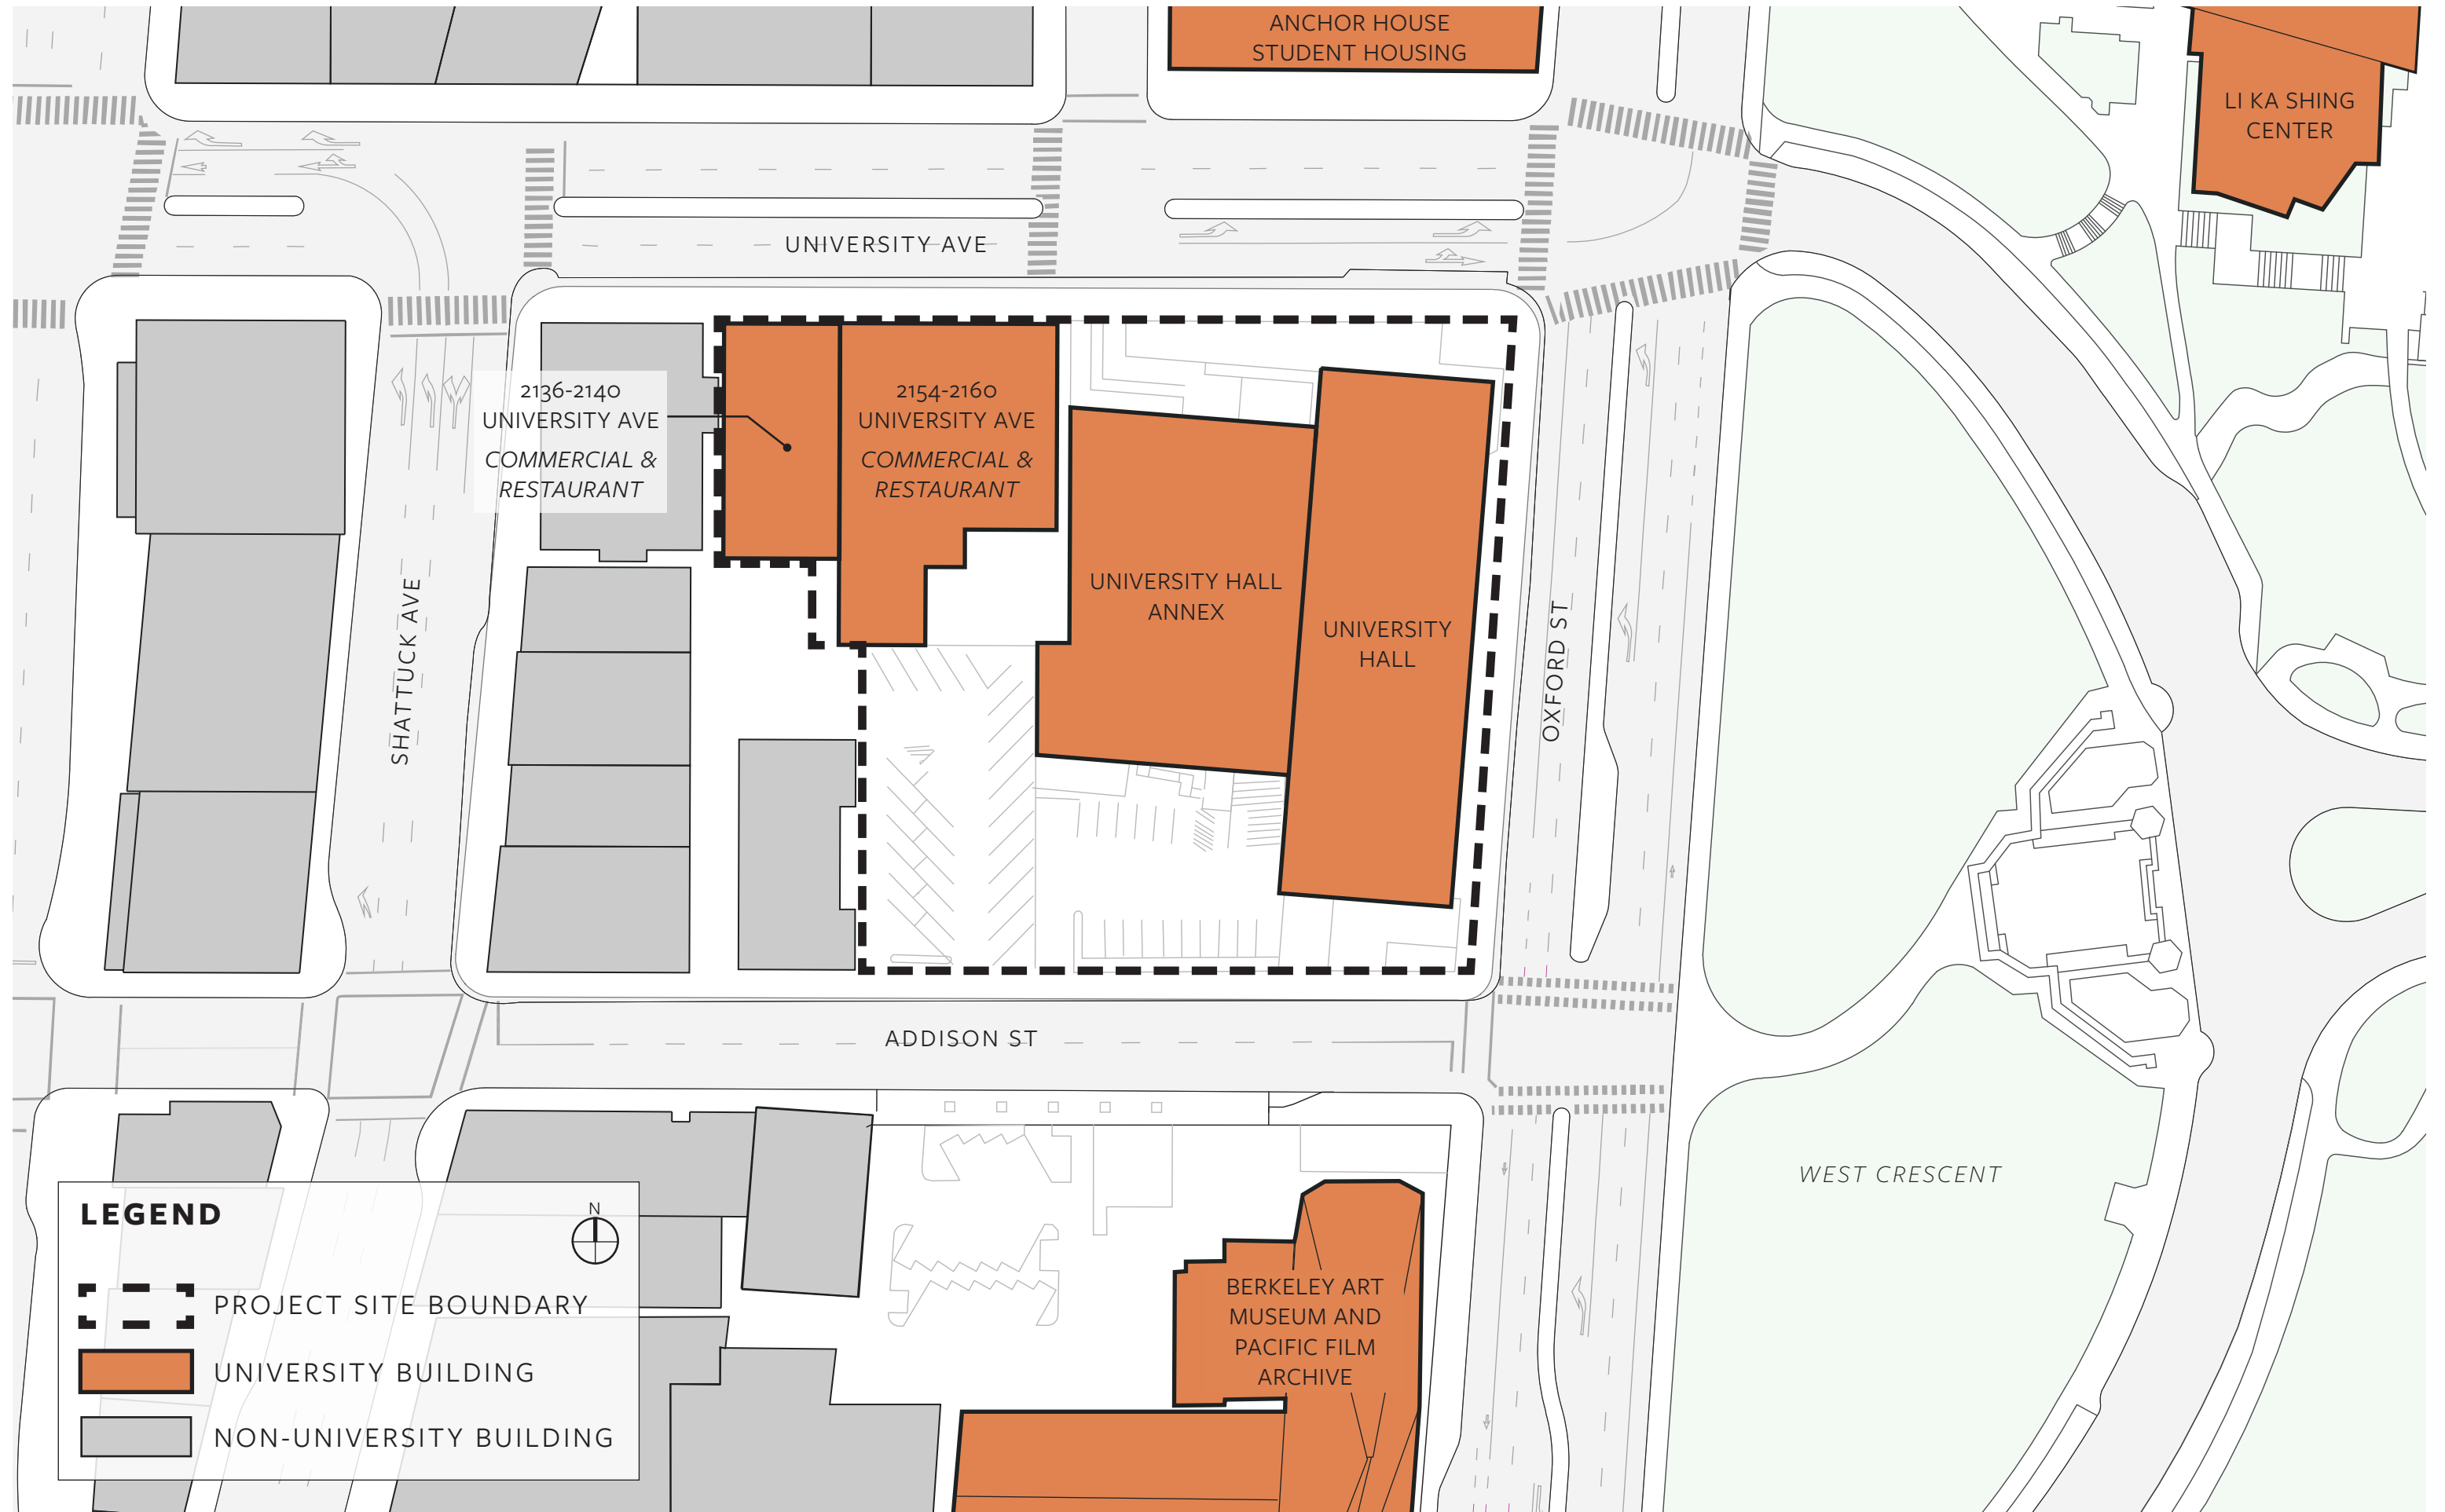 ANCHOR HOUSE
STUDENT HOUSING
LI KA SHING
CENTER
UNIVERSITY AVE
2136-2140
UNIVERSITY AVE
COMMERCIAL &
RESTAURANT
2154-2160
UNIVERSITY AVE
COMMERCIAL &
RESTAURANT
UNIVERSITY HALL
ANNEX
UNIVERSITY
HALL
SHATTUCK AVE
OXFORD ST
ADDISON ST
WEST CRESCENT
BERKELEY ART
MUSEUM AND
PACIFIC FILM
ARCHIVE
LEGEND
N
PROJECT SITE BOUNDARY
UNIVERSITY BUILDING
NON-UNIVERSITY BUILDING